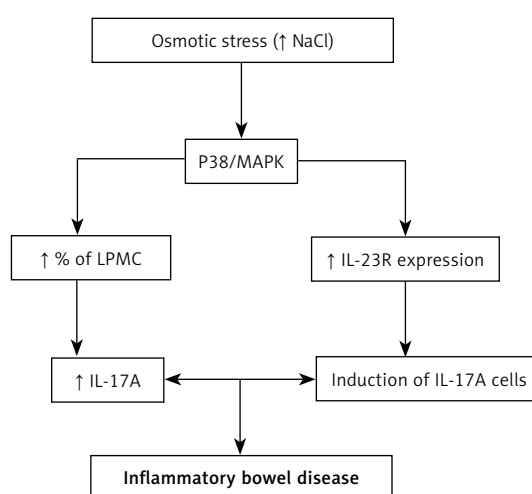 Osmotic stress (↑ NaCl)
P38/MAPK
↑ % of LPMC
↑ IL-23R expression
↑ IL-17A
Induction of IL-17A cells
Inflammatory bowel disease